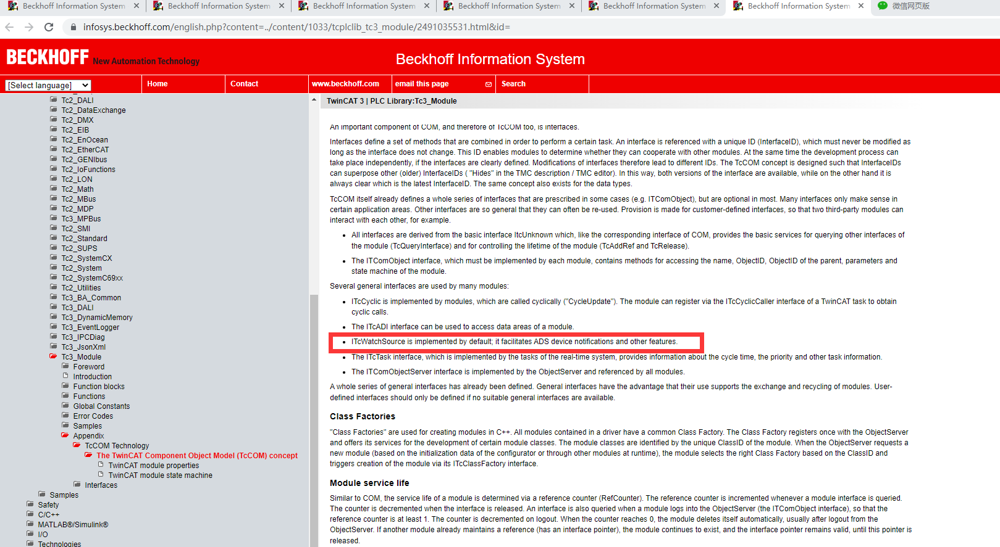 Beckhoff Information System
Beckhoff Information System
Beckhoff Information System
Beckhoff Information System
Beckhoff Information System
Beckhoff Information System
微信网页版
infosys.beckhoff.com/english.php?content=../content/1033/tcplclib_tc3_module/2491035531.html&id=
BECKHOFF New Automation Technology
Beckhoff Information System
[Select language]
Home
Contact
www.beckhoff.com
email this page
Search
Tc2_DALI
Tc2_DataExchange
Tc2_DMX
Tc2_EIB
Tc2_EnOcean
Tc2_EtherCAT
Tc2_GENIbus
Tc2_IoFunctions
Tc2_LON
Tc2_Math
Tc2_MBus
Tc2_MDP
Tc3_MPBus
Tc2_SMI
Tc2_Standard
Tc2_SUPS
Tc2_SystemCX
Tc2_System
Tc2_SystemC69xx
Tc2_Utilities
Tc3_BA_Common
Tc3_DALI
Tc3_DynamicMemory
Tc3_EventLogger
Tc3_IPCDiag
Tc3_JsonXml
Tc3_Module
Foreword
Introduction
Function blocks
Functions
Global Constants
Error Codes
Samples
Appendix
TcCOM Technology
The TwinCAT Component Object Model (TcCOM) concept
TwinCAT module properties
TwinCAT module state machine
Interfaces
Samples
Safety
C/C++
MATLAB®/Simulink®
I/O
Technologies
TwinCAT 3 | PLC Library:Tc3_Module
An important component of COM, and therefore of TcCOM too, is interfaces.
Interfaces define a set of methods that are combined in order to perform a certain task. An interface is referenced with a unique ID (InterfaceID), which must never be modified as
long as the interface does not change. This ID enables modules to determine whether they can cooperate with other modules. At the same time the development process can
take place independently, if the interfaces are clearly defined. Modifications of interfaces therefore lead to different IDs. The TcCOM concept is designed such that InterfaceIDs
can superpose other (older) InterfaceIDs ( "Hides" in the TMC description / TMC editor). In this way, both versions of the interface are available, while on the other hand it is
always clear which is the latest InterfaceID. The same concept also exists for the data types.
TcCOM itself already defines a whole series of interfaces that are prescribed in some cases (e.g. ITComObject), but are optional in most. Many interfaces only make sense in
certain application areas. Other interfaces are so general that they can often be re-used. Provision is made for customer-defined interfaces, so that two third-party modules can
interact with each other, for example.
• All interfaces are derived from the basic interface ItcUnknown which, like the corresponding interface of COM, provides the basic services for querying other interfaces of
the module (TcQueryInterface) and for controlling the lifetime of the module (TcAddRef and TcRelease).
• The ITComObject interface, which must be implemented by each module, contains methods for accessing the name, ObjectID, ObjectID of the parent, parameters and
state machine of the module.
Several general interfaces are used by many modules:
• ITcCyclic is implemented by modules, which are called cyclically ("CycleUpdate"). The module can register via the ITcCyclicCaller interface of a TwinCAT task to obtain
cyclic calls.
• The ITcADI interface can be used to access data areas of a module.
• ITcWatchSource is implemented by default; it facilitates ADS device notifications and other features.
• The ITcTask interface, which is implemented by the tasks of the real-time system, provides information about the cycle time, the priority and other task information.
• The ITComObjectServer interface is implemented by the ObjectServer and referenced by all modules.
A whole series of general interfaces has already been defined. General interfaces have the advantage that their use supports the exchange and recycling of modules. User-
defined interfaces should only be defined if no suitable general interfaces are available.
Class Factories
"Class Factories" are used for creating modules in C++. All modules contained in a driver have a common Class Factory. The Class Factory registers once with the ObjectServer
and offers its services for the development of certain module classes. The module classes are identified by the unique ClassID of the module. When the ObjectServer requests a
new module (based on the initialization data of the configurator or through other modules at runtime), the module selects the right Class Factory based on the ClassID and
triggers creation of the module via its ITcClassFactory interface.
Module service life
Similar to COM, the service life of a module is determined via a reference counter (RefCounter). The reference counter is incremented whenever a module interface is queried.
The counter is decremented when the interface is released. An interface is also queried when a module logs into the ObjectServer (the ITComObject interface), so that the
reference counter is at least 1. The counter is decremented on logout. When the counter reaches 0, the module deletes itself automatically, usually after logout from the
ObjectServer. If another module already maintains a reference (has an interface pointer), the module continues to exist, and the interface pointer remains valid, until this pointer is
released.